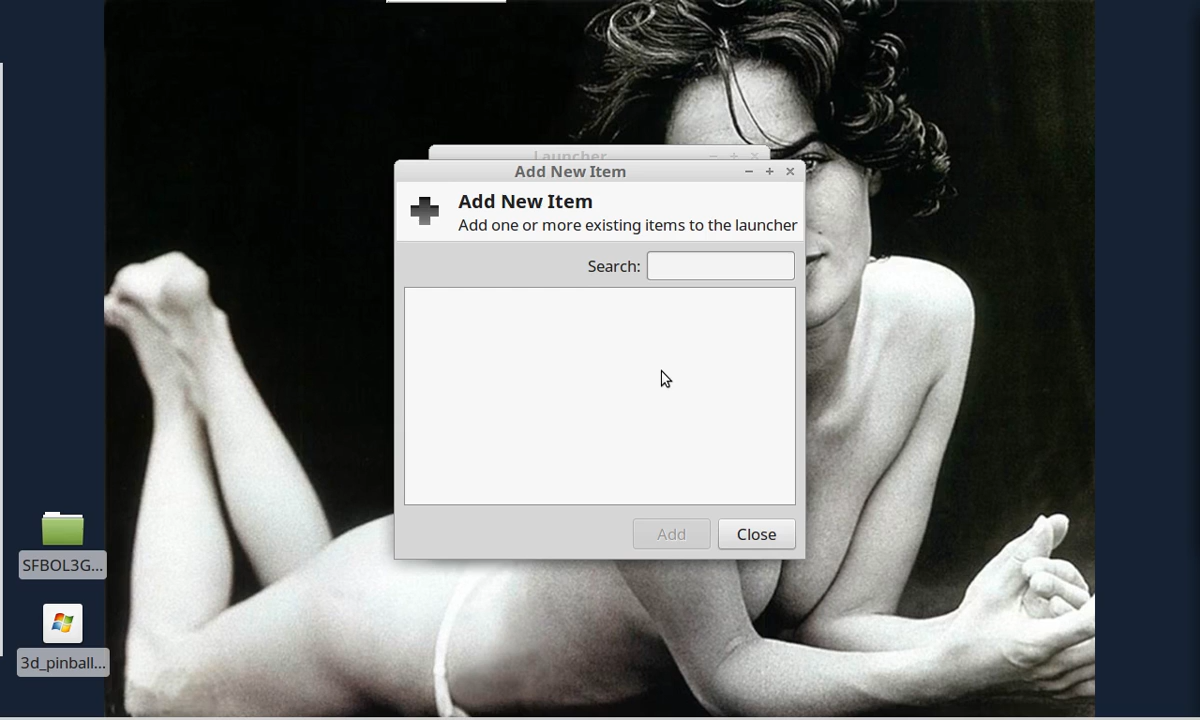 Launcher
Add New Item
Add New Item
Add one or more existing items to the launcher
Search:
Add
Close
SFBOL3G...
3d_pinball...